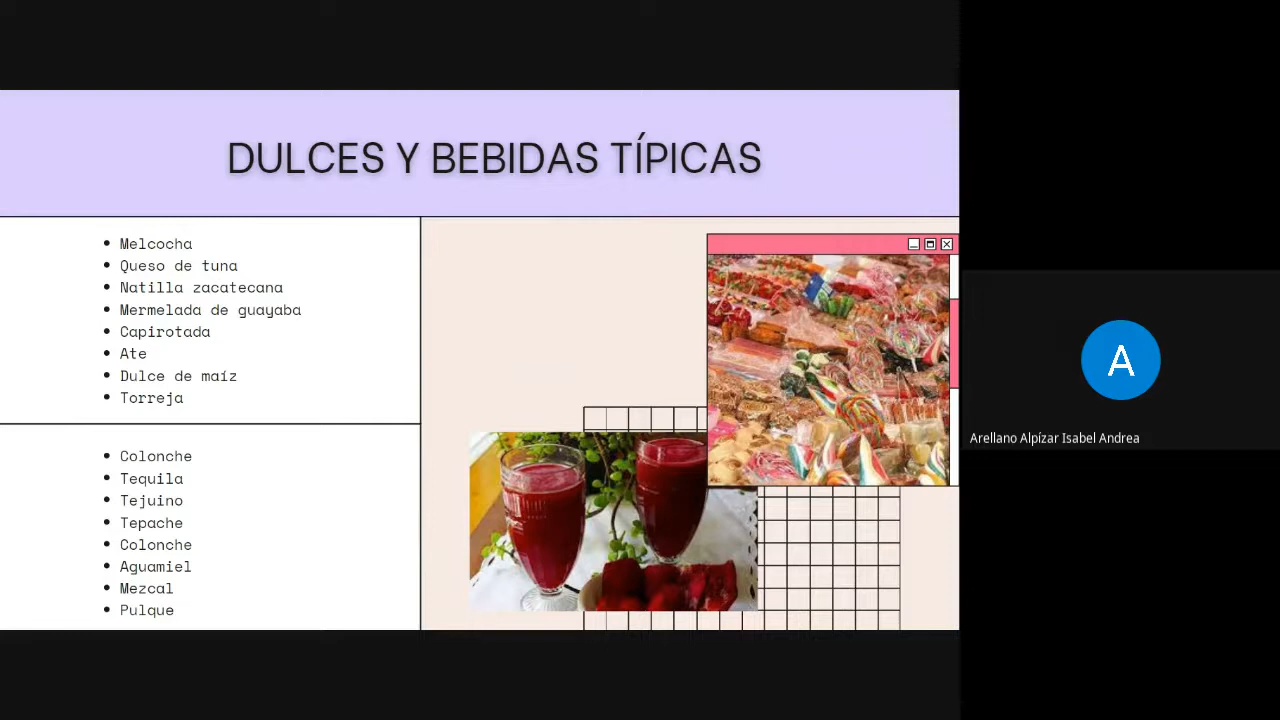 DULCES Y BEBIDAS TÍPICAS
• Melcocha
• Queso de tuna
• Natilla zacatecana
• Mermelada de guayaba
• Capirotada
• Ate
• Dulce de maíz
• Torreja
• Colonche
• Tequila
• Tejuino
• Tepache
• Colonche
• Aguamiel
• Mezcal
• Pulque
A
Arellano Alpízar Isabel Andrea